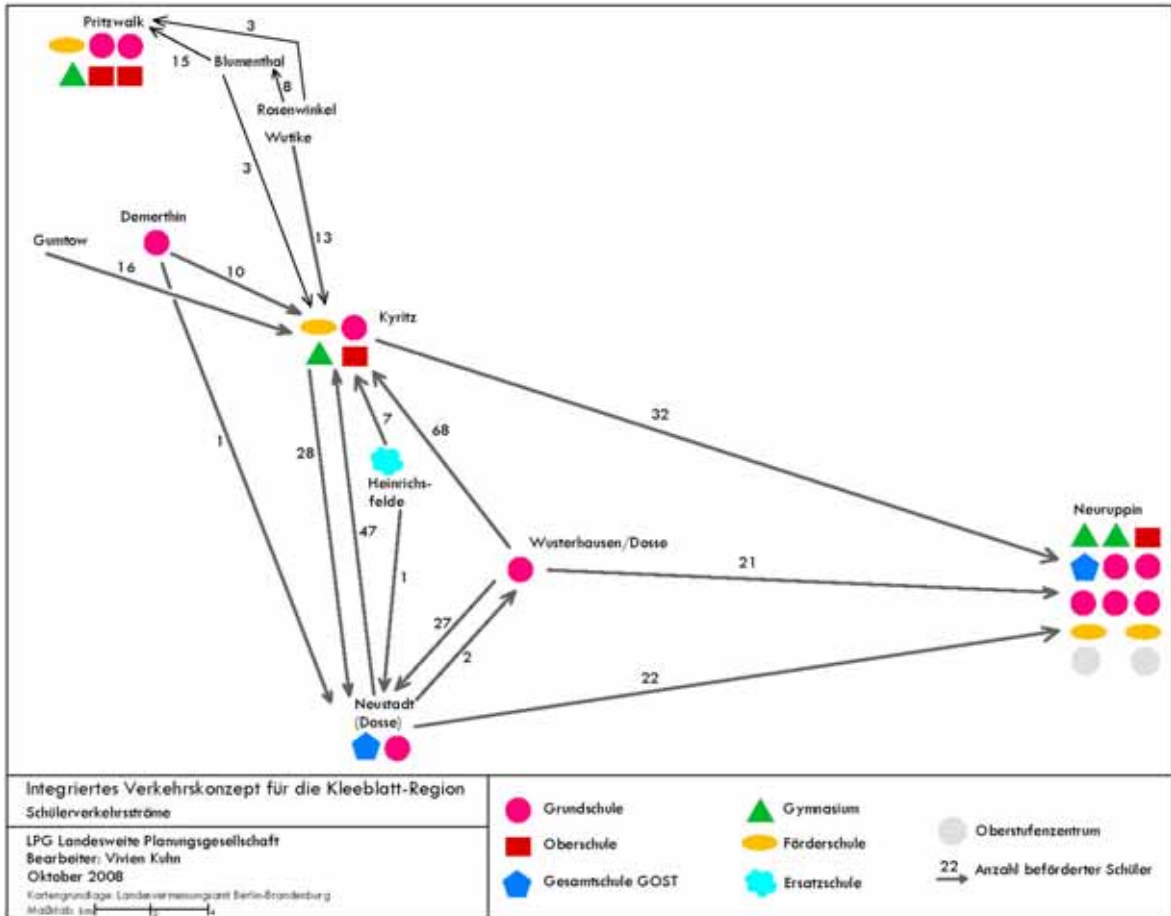 Pritzwalk
3
15
Blumenthal
8
Rosenwinkel
Wutike
3
Demerthin
Gumtow
13
16
10
Kyritz
32
7
68
1
28
Heinrichs-
felde
47
Neuruppin
Wusterhausen/Dosse
21
1
27
2
22
Neustadt
(Dosse)
Integriertes Verkehrskonzept für die Kleeblatt-Region
Schülerverkehrsströme
LPG Landesweite Planungsgesellschaft
Bearbeiter: Vivien Kuhn
Oktober 2008
Kartengrundlage: Landesvermessungsamt Berlin-Brandenburg
Maßstab: km
Grundschule
Oberschule
Gesamtschule GOST
Gymnasium
Förderschule
Ersatzschule
Oberstufenzentrum
22 Anzahl beförderter Schüler